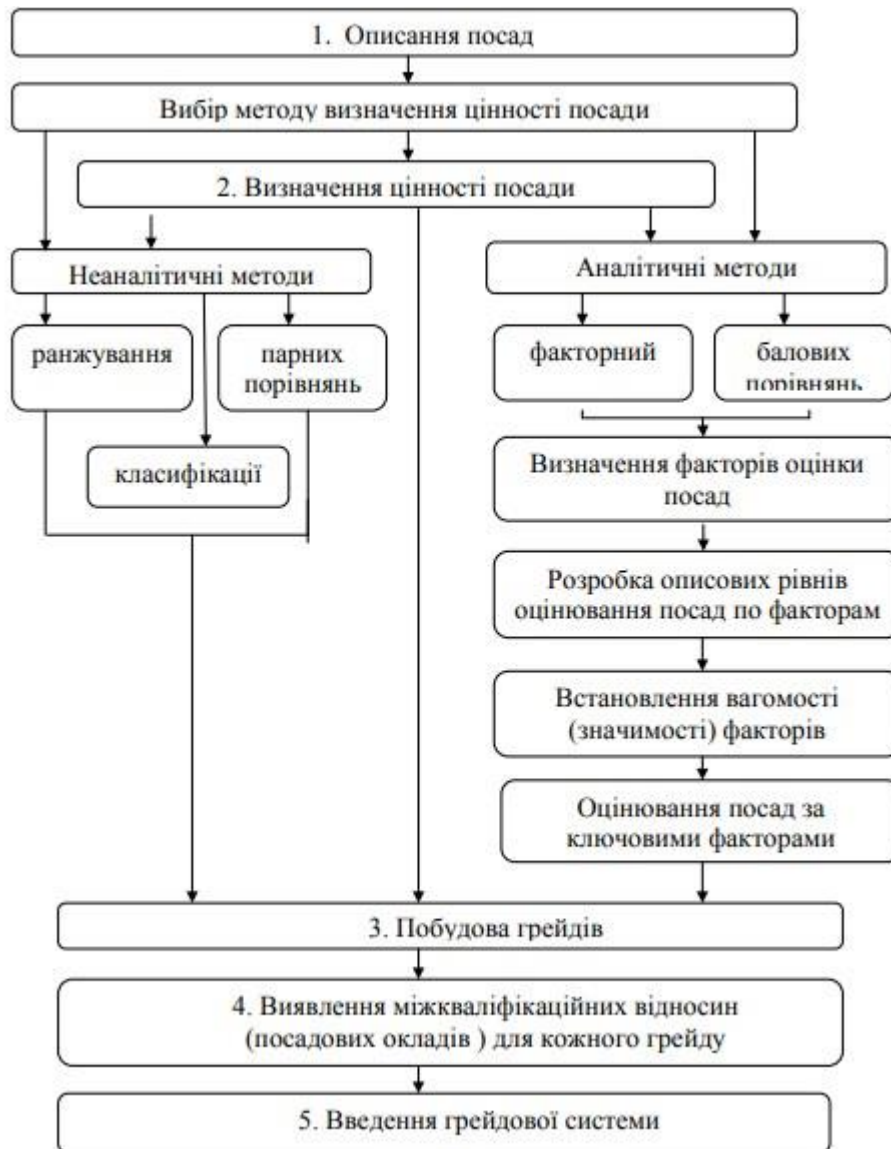 1. Описання посад
Вибір методу визначення цінності посади
2. Визначення цінності посади
Неаналітичні методи
Аналітичні методи
ранжування
парних
порівнянь
факторний
балових
порівнянь
класифікації
Визначення факторів оцінки
посад
Розробка описових рівнів
оцінювання посад по факторам
Встановлення вагомості
(значимості) факторів
Оцінювання посад за
ключовими факторами
3. Побудова грейдів
4. Виявлення міжкваліфікаційних відносин
(посадових окладів ) для кожного грейду
5. Введення грейдової системи